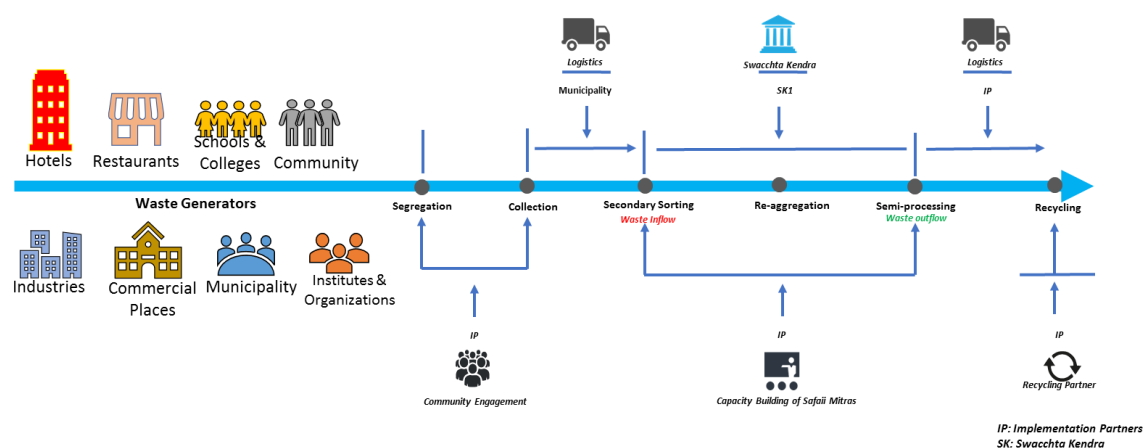 Logistics
Municipality
Swacchta Kendra
SK1
Logistics
IP
Hotels
Restaurants
Schools &
Colleges
Community
Waste Generators
Segregation
Collection
Secondary Sorting
Waste Inflow
Re-aggregation
Semi-processing
Waste outflow
Recycling
Industries
Commercial
Places
Municipality
Institutes &
Organizations
IP
Community Engagement
IP
Capacity Building of Safaii Mitras
IP
Recycling Partner
IP: Implementation Partners
SK: Swacchta Kendra